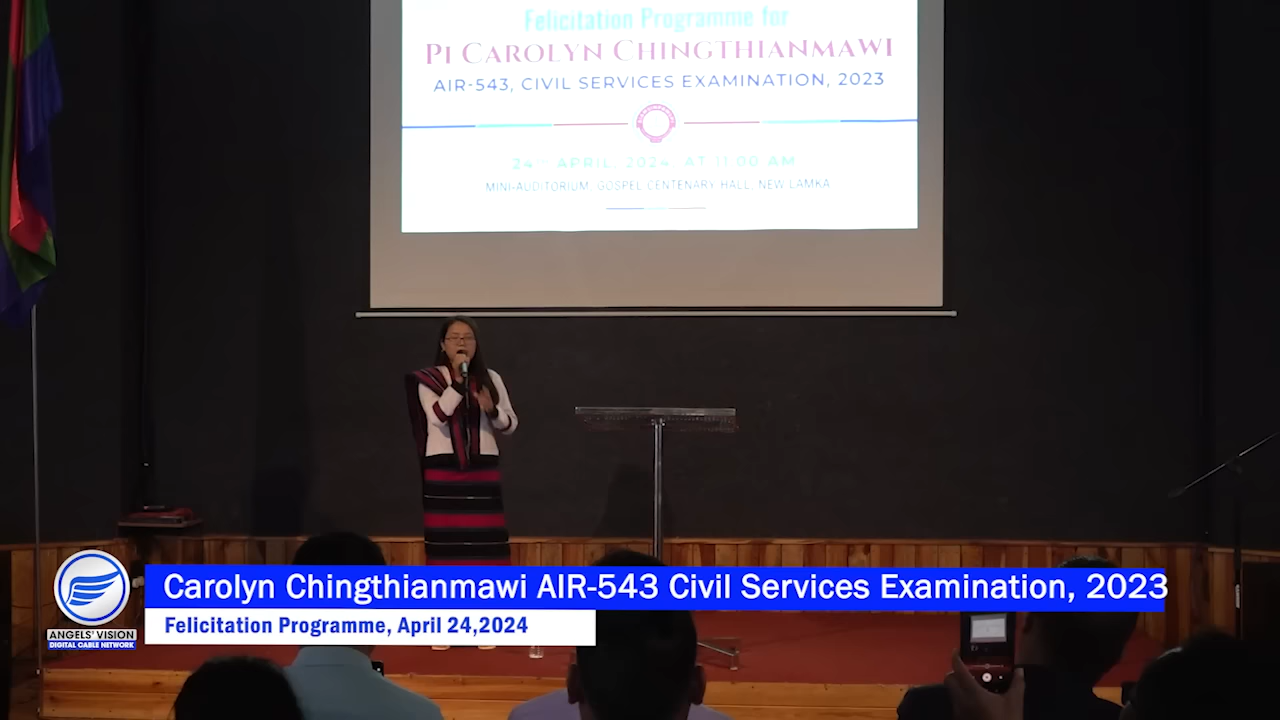 Felicitation Programme for
PI CAROLYN CHINGTHIANMAWI
AIR-543, CIVIL SERVICES EXAMINATION, 2023
24TH APRIL, 2024, AT 11:00 AM
MINI-AUDITORIUM, GOSPEL CENTENARY HALL, NEW LAMKA
Carolyn Chingthianmawi AIR-543 Civil Services Examination, 2023
Felicitation Programme, April 24,2024
ANGELS' VISION
DIGITAL CABLE NETWORK